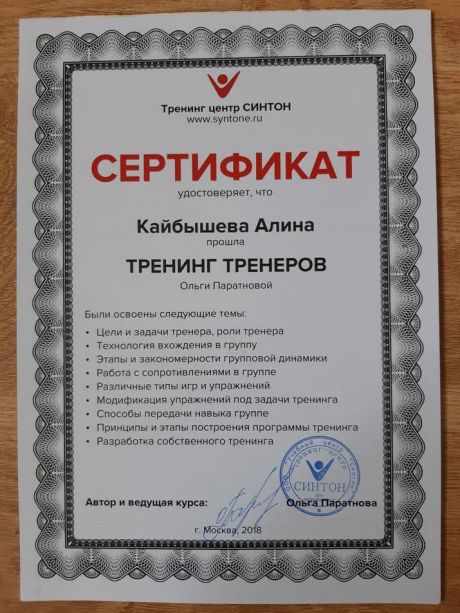 Тренинг центр СИНТОН
www.syntone.ru
СЕРТИФИКАТ
удостоверяет, что
Кайбышева Алина
прошла
ТРЕНИНГ ТРЕНЕРОВ
Ольги Паратновой
Были освоены следующие темы:
• Цели и задачи тренера, роли тренера
• Технология вхождения в группу
• Этапы и закономерности групповой динамики
• Работа с сопротивлениями в группе
• Различные типы игр и упражнений
• Модификация упражнений под задачи тренинга
• Способы передачи навыка группе
• Принципы и этапы построения программы тренинга
• Разработка собственного тренинга
СИНТОН
Автор и ведущая курса: Ольга Паратнова
г. Москва, 2018